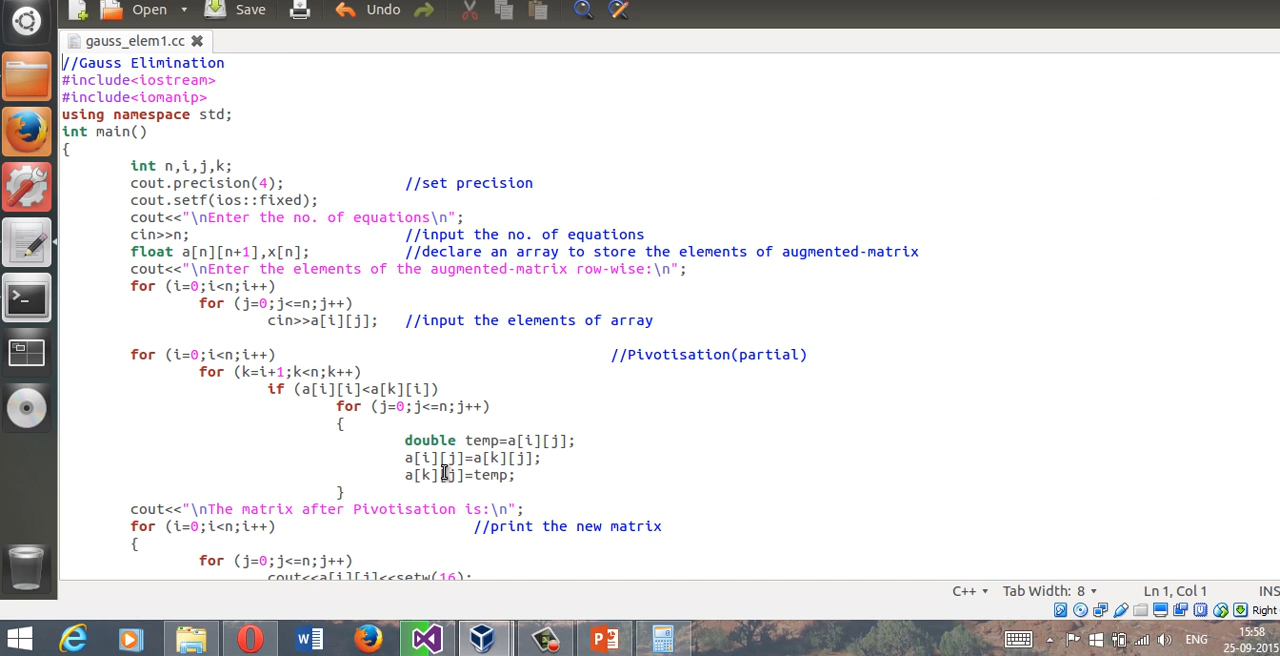 Open Save Undo
gauss_elem1.cc
//Gauss Elimination
#include<iostream>
#include<iomanip>
using namespace std;
int main()
{
int n,i,j,k;
cout.precision(4); //set precision
cout.setf(ios::fixed);
cout<<"\nEnter the no. of equations\n";
cin>>n; //input the no. of equations
float a[n][n+1],x[n]; //declare an array to store the elements of augmented-matrix
cout<<"\nEnter the elements of the augmented-matrix row-wise:\n";
for (i=0;i<n;i++)
for (j=0;j<=n;j++)
cin>>a[i][j]; //input the elements of array
for (i=0;i<n;i++) //Pivotisation(partial)
for (k=i+1;k<n;k++)
if (a[i][i]<a[k][i])
for (j=0;j<=n;j++)
{
double temp=a[i][j];
a[i][j]=a[k][j];
a[k][j]=temp;
}
cout<<"\nThe matrix after Pivotisation is:\n";
for (i=0;i<n;i++) //print the new matrix
{
for (j=0;j<=n;j++)
cout<<a[i][j]<<setw(16);
C++ Tab Width: 8 Ln 1, Col 1 INS
Right
ENG 15:58
25-09-2015